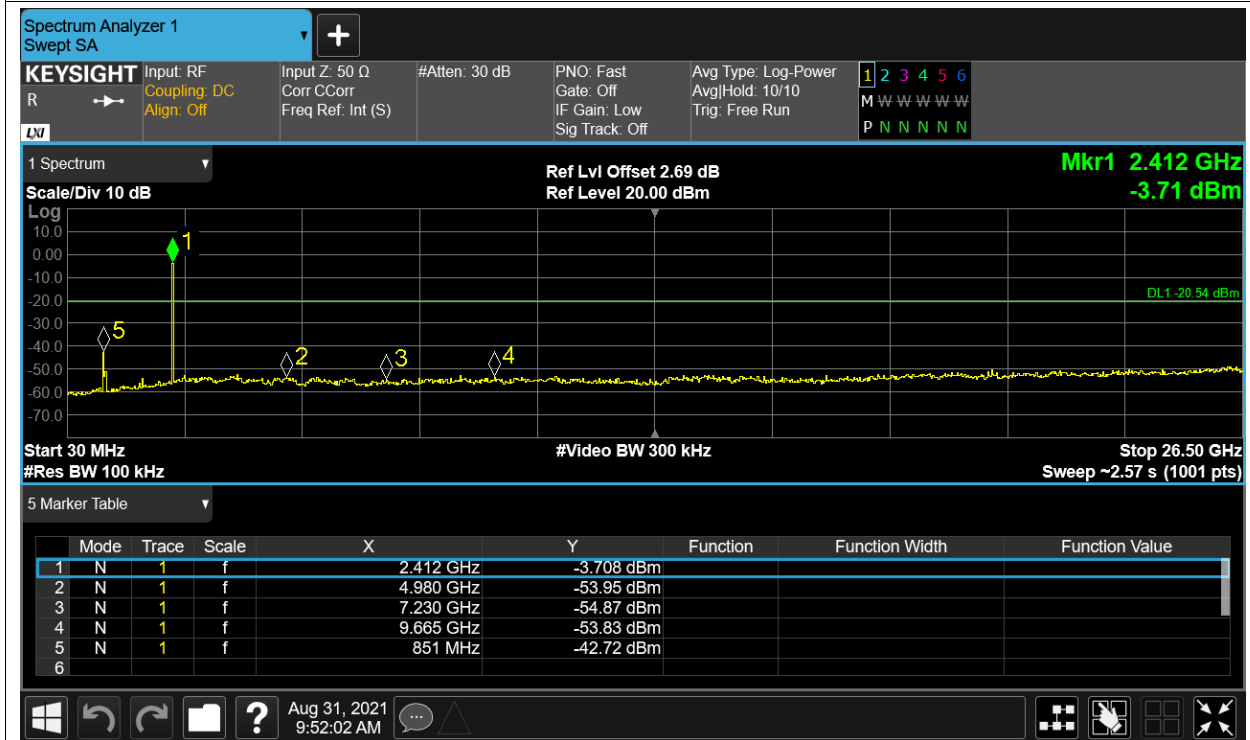 Spectrum Analyzer 1
Swept SA
+
KEYSIGHT Input: RF Input Z: 50 Ω #Atten: 30 dB PNO: Fast Avg Type: Log-Power 1 2 3 4 5 6
R Coupling: DC Corr CCorr Gate: Off Avg|Hold: 10/10 M W W W W W
Align: Off Freq Ref: Int (S) IF Gain: Low Trig: Free Run
LXI Sig Track: Off P N N N N N
1 Spectrum Ref Lvl Offset 2.69 dB Mkr1 2.412 GHz
Scale/Div 10 dB Ref Level 20.00 dBm -3.71 dBm
Log
10.0
1
0.00
-10.0
-20.0 DL1 -20.54 dBm
-30.0
5
-40.0
2 3 4
-50.0
-60.0
-70.0
Start 30 MHz #Video BW 300 kHz Stop 26.50 GHz
#Res BW 100 kHz Sweep ~2.57 s (1001 pts)
5 Marker Table
Mode Trace Scale X Y Function Function Width Function Value
1 N 1 f 2.412 GHz -3.708 dBm
2 N 1 f 4.980 GHz -53.95 dBm
3 N 1 f 7.230 GHz -54.87 dBm
4 N 1 f 9.665 GHz -53.83 dBm
5 N 1 f 851 MHz -42.72 dBm
6
? Aug 31, 2021
9:52:02 AM